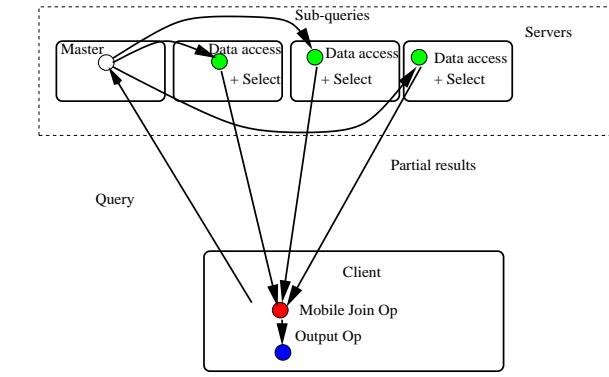 Sub-queries
Servers
Master
Data access
+ Select
Data access
+ Select
Data access
+ Select
Partial results
Query
Client
Mobile Join Op
Output Op